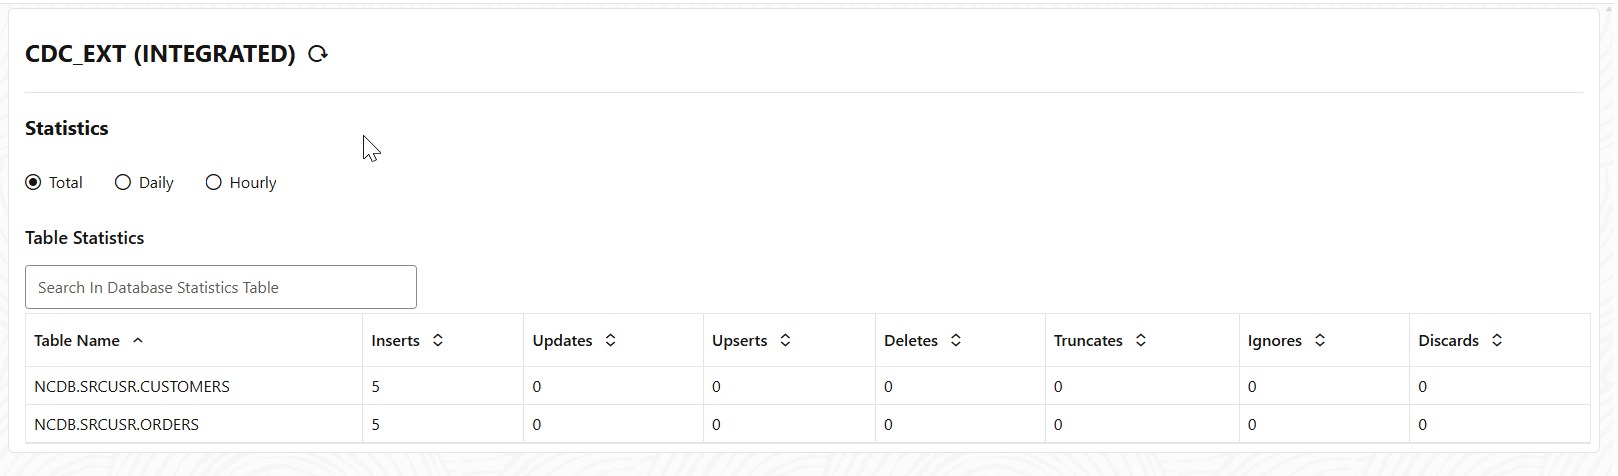 CDC_EXT (INTEGRATED)
Statistics
Total Daily Hourly
Table Statistics
Search In Database Statistics Table
Table Name Inserts Updates Upserts Deletes Truncates Ignores Discards
NCDB.SRCUSR.CUSTOMERS 5 0 0 0 0 0 0
NCDB.SRCUSR.ORDERS 5 0 0 0 0 0 0